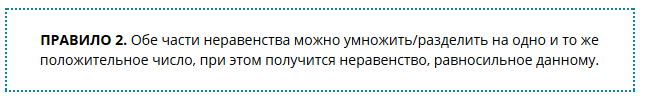 ПРАВИЛО 2. Обе части неравенства можно умножить/разделить на одно и то же
положительное число, при этом получится неравенство, равносильное данному.